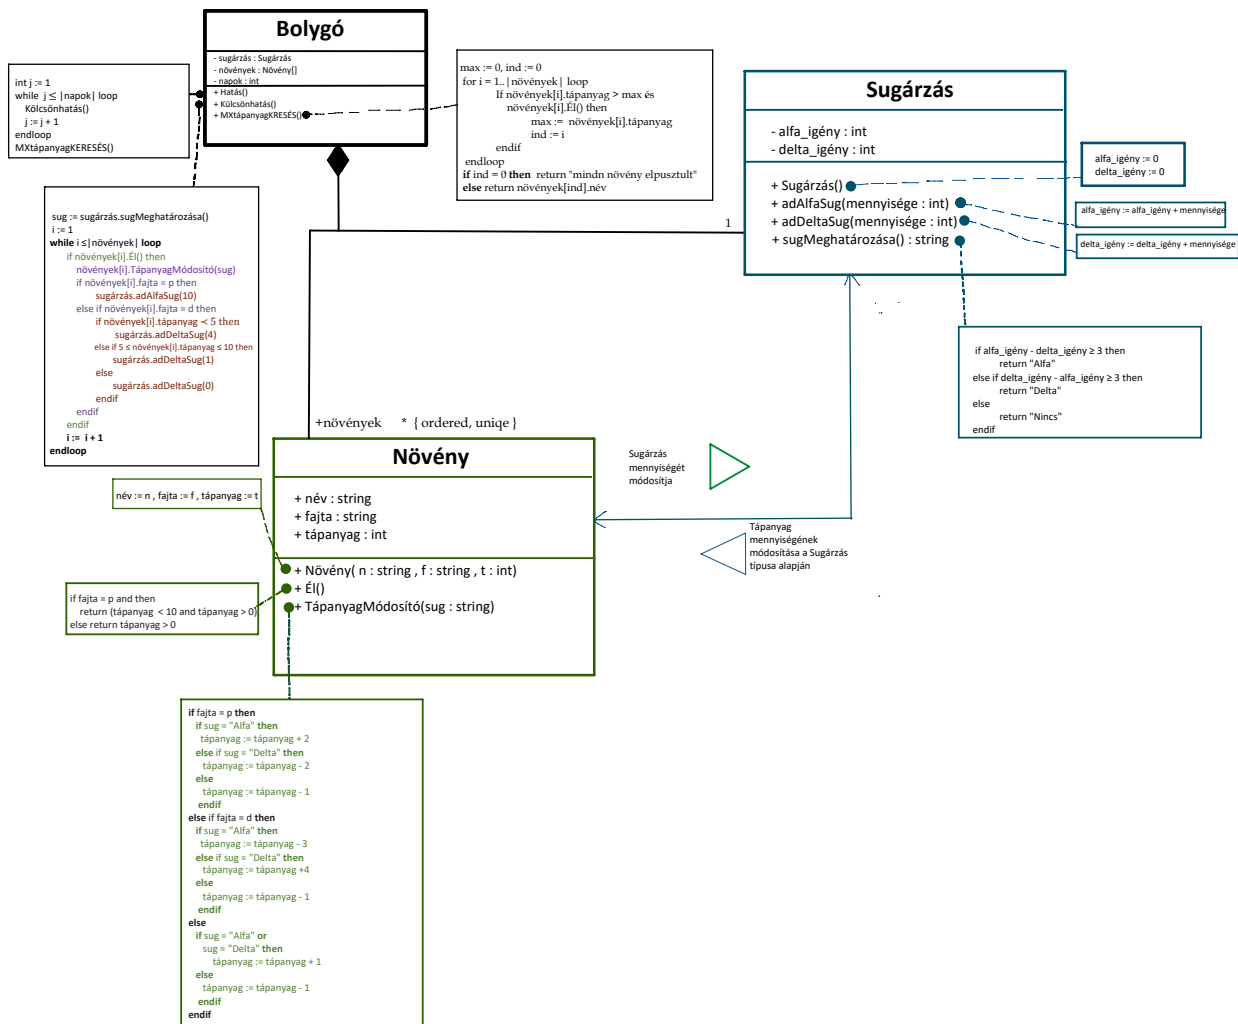 Bolygó
- sugárzás : Sugárzás
- növények : Növény[]
- napok : int
+ Hatás()
+ Külcsönhatás()
+ MXtápanyagKRESÉS()
int j := 1
while j ≤ |napok| loop
Kölcsönhatás()
j := j + 1
endloop
MXtápanyagKERESÉS()
max := 0, ind := 0
for i = 1..|növények| loop
If növények[i].tápanyag > max és
növények[i].Él() then
max := növények[i].tápanyag
ind := i
endif
endloop
if ind = 0 then return "mindn növény elpusztult"
else return növények[ind].név
Sugárzás
- alfa_igény : int
- delta_igény : int
+ Sugárzás()
+ adAlfaSug(mennyisége : int)
+ adDeltaSug(mennyisége : int)
+ sugMeghatározása() : string
alfa_igény := 0
delta_igény := 0
alfa_igény := alfa_igény + mennyisége
delta_igény := delta_igény + mennyisége
1
sug := sugárzás.sugMeghatározása()
i := 1
while i ≤|növények| loop
if növények[i].Él() then
növények[i].TápanyagMódosító(sug)
if növények[i].fajta = p then
sugárzás.adAlfaSug(10)
else if növények[i].fajta = d then
if növények[i].tápanyag < 5 then
sugárzás.adDeltaSug(4)
else if 5 ≤ növények[i].tápanyag ≤ 10 then
sugárzás.adDeltaSug(1)
else
sugárzás.adDeltaSug(0)
endif
endif
endif
i := i + 1
endloop
if alfa_igény - delta_igény ≥ 3 then
return "Alfa"
else if delta_igény - alfa_igény ≥ 3 then
return "Delta"
else
return "Nincs"
endif
+növények * { ordered, uniqe }
Növény
+ név : string
+ fajta : string
+ tápanyag : int
+ Növény( n : string , f : string , t : int)
+ Él()
+ TápanyagMódosító(sug : string)
Sugárzás
mennyiségét
módosítja
Tápanyag
mennyiségének
módosítása a Sugárzás
típusa alapján
név := n , fajta := f , tápanyag := t
if fajta = p and then
return (tápanyag < 10 and tápanyag > 0)
else return tápanyag > 0
if fajta = p then
if sug = "Alfa" then
tápanyag := tápanyag + 2
else if sug = "Delta" then
tápanyag := tápanyag - 2
else
tápanyag := tápanyag - 1
endif
else if fajta = d then
if sug = "Alfa" then
tápanyag := tápanyag - 3
else if sug = "Delta" then
tápanyag := tápanyag +4
else
tápanyag := tápanyag - 1
endif
else
if sug = "Alfa" or
sug = "Delta" then
tápanyag := tápanyag + 1
else
tápanyag := tápanyag - 1
endif
endif